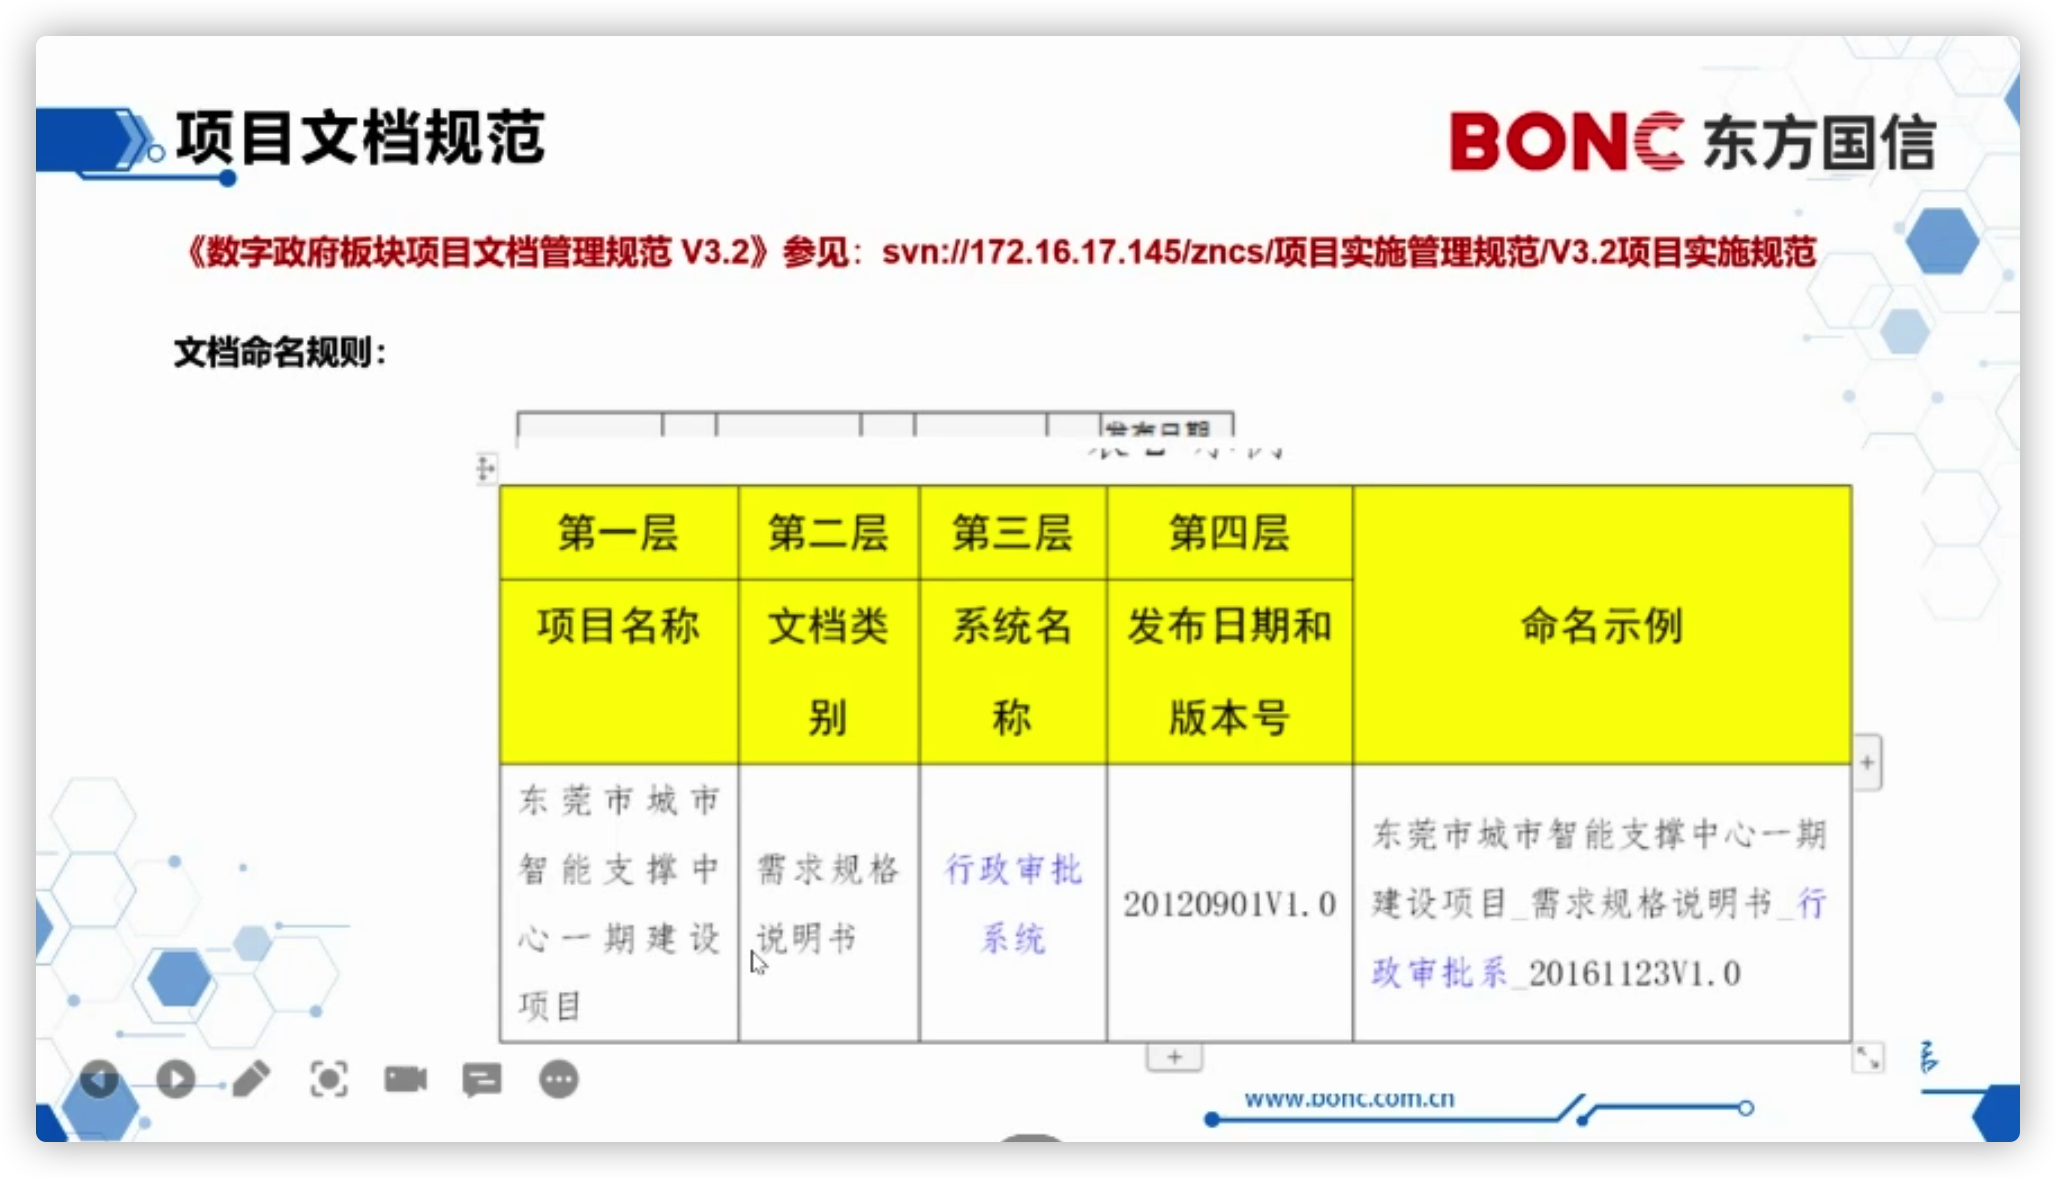 项目文档规范
BONC 东方国信
《数字政府板块项目文档管理规范 V3.2》参见：svn://172.16.17.145/zncs/项目实施管理规范/V3.2项目实施规范
文档命名规则：
发布日期
第一层
第二层
第三层
第四层
命名示例
项目名称
文档类
别
系统名
称
发布日期和
版本号
东莞市城市
智能支撑中
心一期建设
项目
需求规格
说明书
行政审批
系统
20120901V1.0
东莞市城市智能支撑中心一期
建设项目_需求规格说明书_行
政审批系_20161123V1.0
www.bonc.com.cn